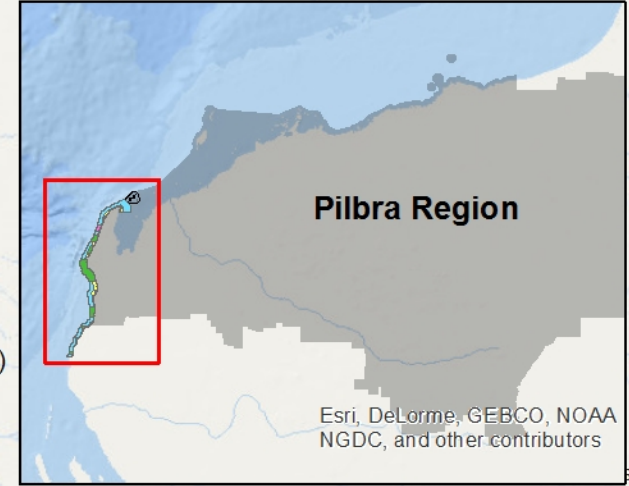 Pilbra Region
)
Esri, DeLorme, GEBCO, NOAA
NGDC, and other contributors